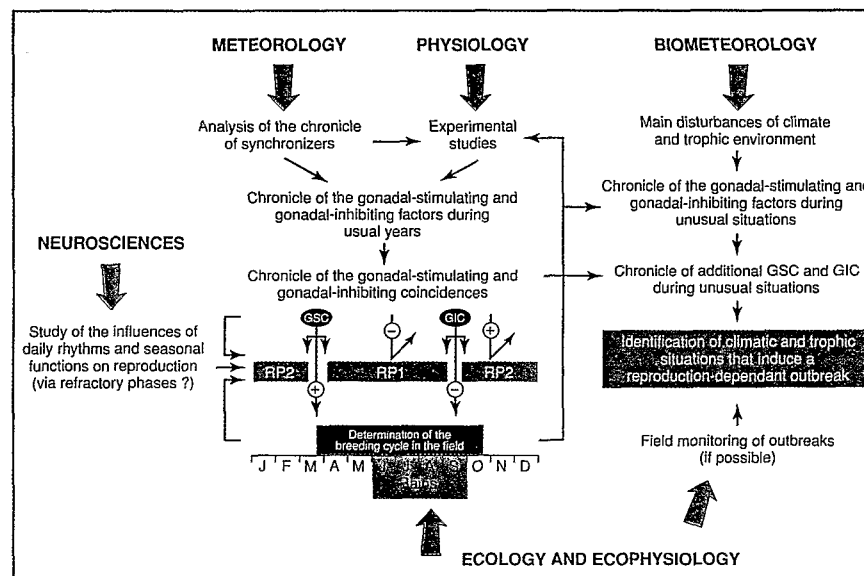 METEOROLOGY
PHYSIOLOGY
BIOMETEOROLOGY
Analysis of the chronicle
of synchronizers
Experimental
studies
Main disturbances of climate
and trophic environment
Chronicle of the gonadal-stimulating and
gonadal-inhibiting factors during
usual years
Chronicle of the gonadal-stimulating and
gonadal-inhibiting factors during
unusual situations
NEUROSCIENCES
Chronicle of the gonadal-stimulating and
gonadal-inhibiting coincidences
Chronicle of additional GSC and GIC
during unusual situations
Study of the influences of
daily rhythms and seasonal
functions on reproduction
(via refractory phases ?)
GSC
−
GIC
+
RP2
RP1
RP2
+
−
Identification of climatic and trophic
situations that induce a
reproduction-dependant outbreak
Determination of the
breeding cycle in the field
J F M A M J J A S O N D
Rains
Field monitoring of outbreaks
(if possible)
ECOLOGY AND ECOPHYSIOLOGY